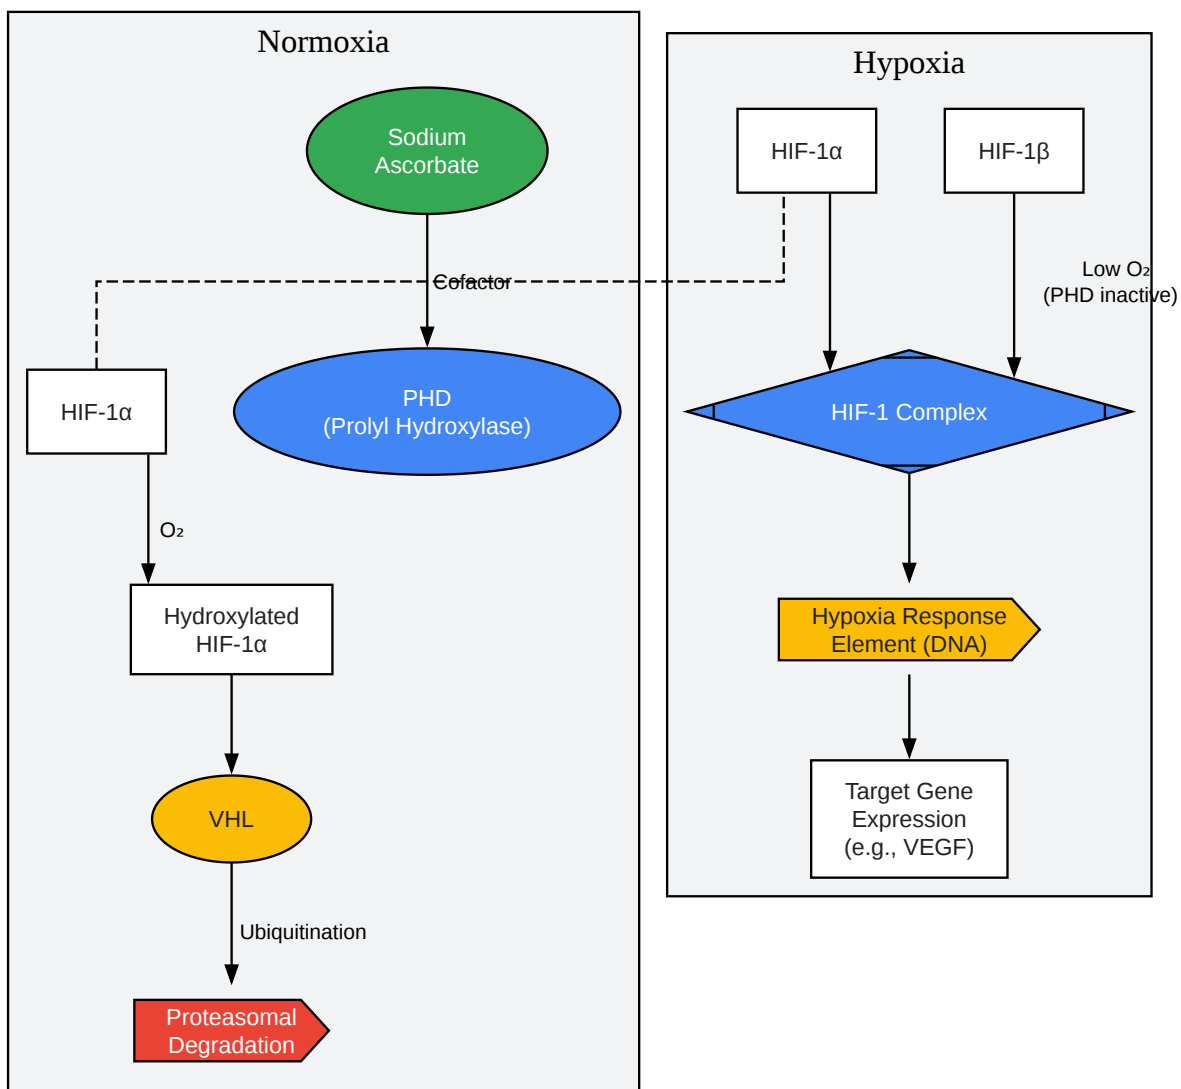 Normoxia
Sodium
Ascorbate
Cofactor
PHD
(Prolyl Hydroxylase)
HIF-1α
O₂
Hydroxylated
HIF-1α
VHL
Ubiquitination
Proteasomal
Degradation
Hypoxia
HIF-1α
HIF-1β
Low O₂
(PHD inactive)
HIF-1 Complex
Hypoxia Response
Element (DNA)
Target Gene
Expression
(e.g., VEGF)